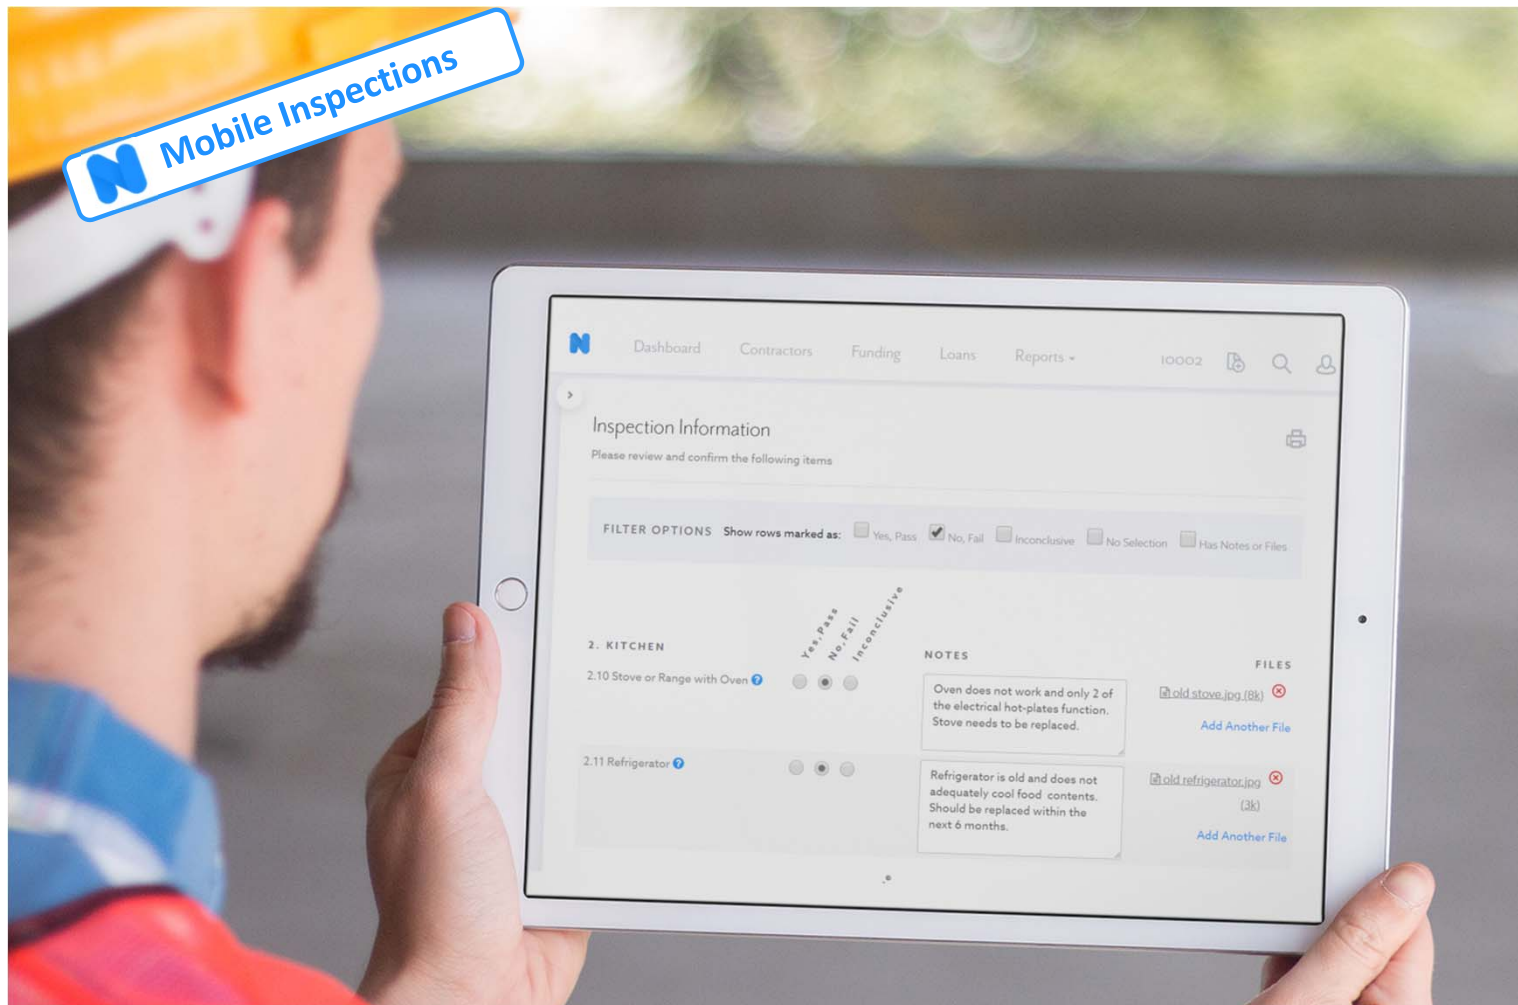 N Mobile Inspections
N Dashboard Contractors Funding Loans Reports 10002
Inspection Information
Please review and confirm the following items
FILTER OPTIONS Show rows marked as: Yes, Pass No, Fail Inconclusive No Selection Has Notes or Files
2. KITCHEN Yes, Pass No, Fail Inconclusive NOTES FILES
2.10 Stove or Range with Oven ?
Oven does not work and only 2 of
the electrical hot-plates function.
Stove needs to be replaced.
old stove.jpg (8k)
Add Another File
2.11 Refrigerator ?
Refrigerator is old and does not
adequately cool food contents.
Should be replaced within the
next 6 months.
old refrigerator.jpg
(3k)
Add Another File